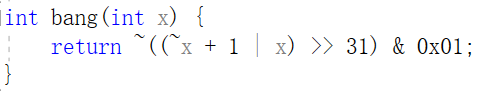 int bang(int x) {
    return ~((~x + 1 | x) >> 31) & 0x01;
}